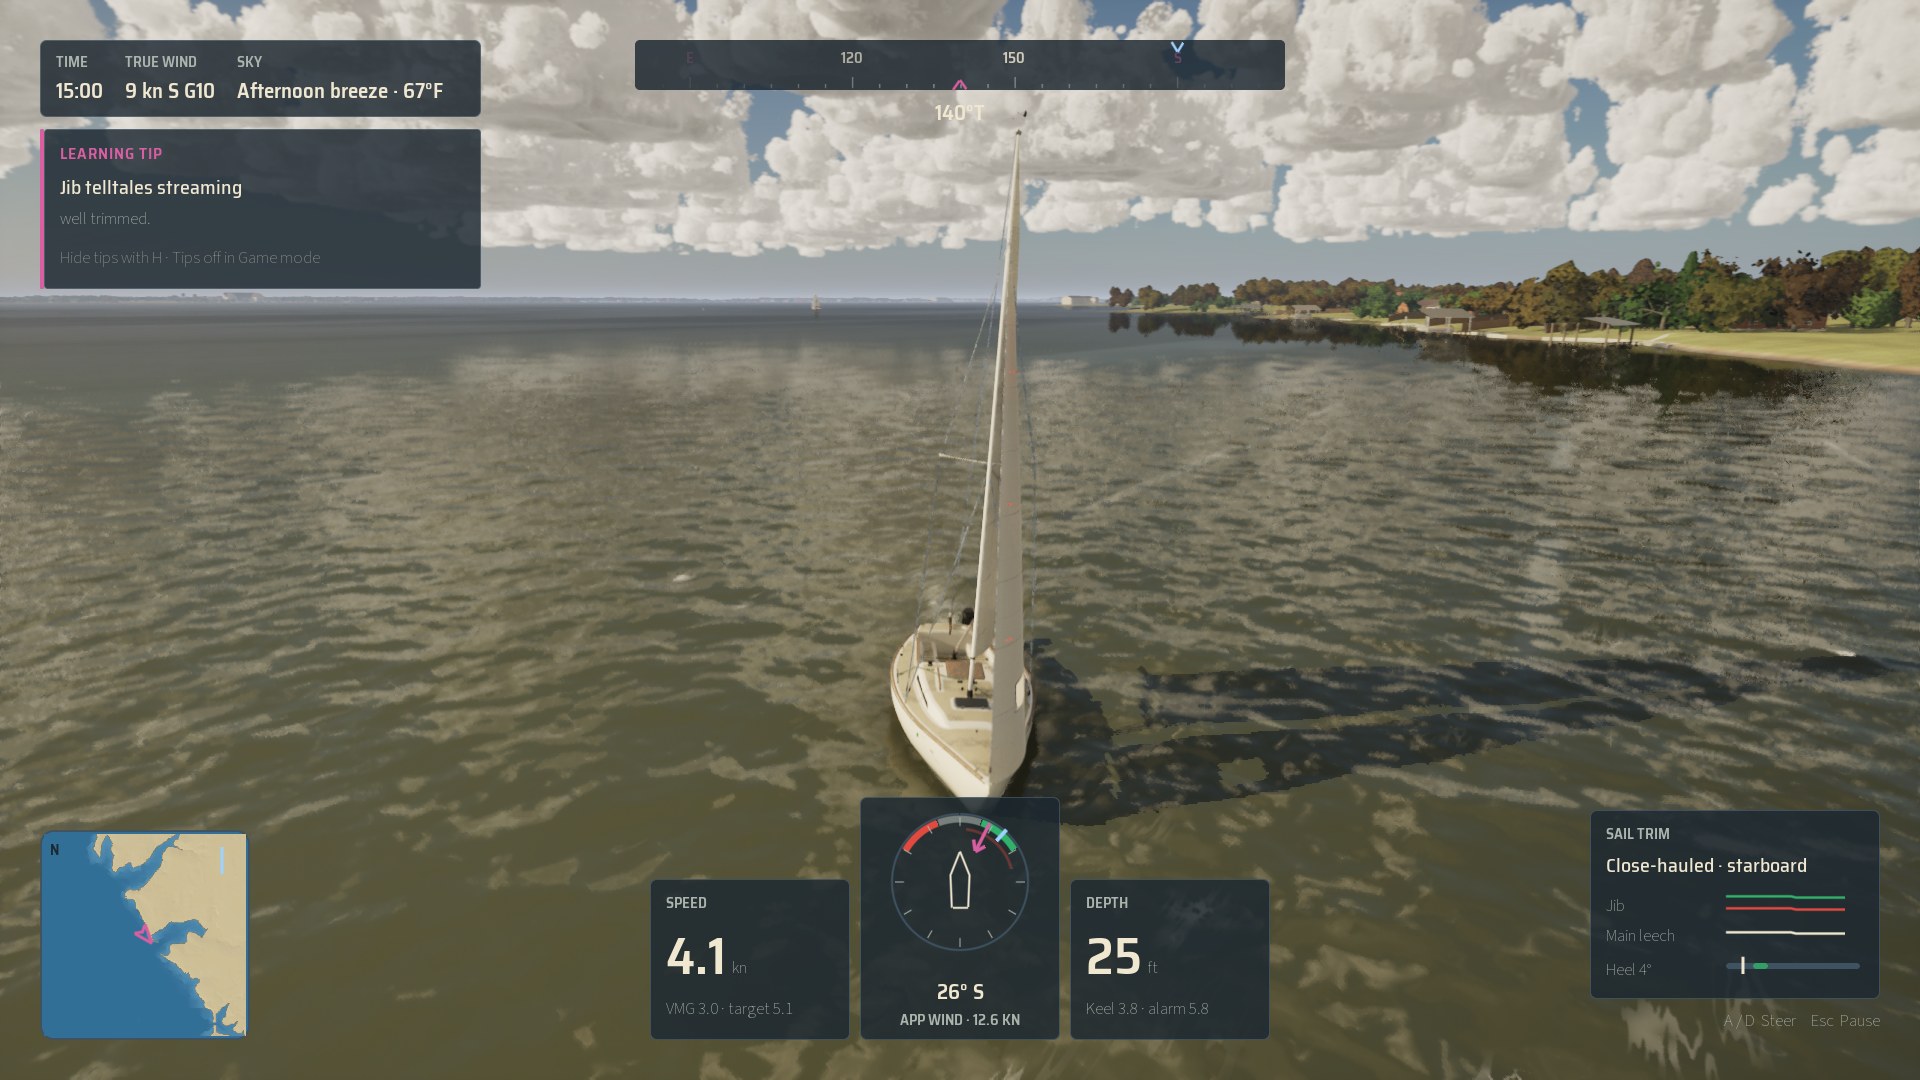 TIME TRUE WIND SKY
15:00 9 kn S G10 Afternoon breeze · 67°F
LEARNING TIP
Jib telltales streaming
well trimmed.
Hide tips with H · Tips off in Game mode
E 120 150 S
140°T
N
SPEED
4.1 kn
VMG 3.0 · target 5.1
26° S
APP WIND · 12.6 KN
DEPTH
25 ft
Keel 3.8 · alarm 5.8
SAIL TRIM
Close-hauled · starboard
Jib
Main leech
Heel 4°
A / D Steer Esc Pause